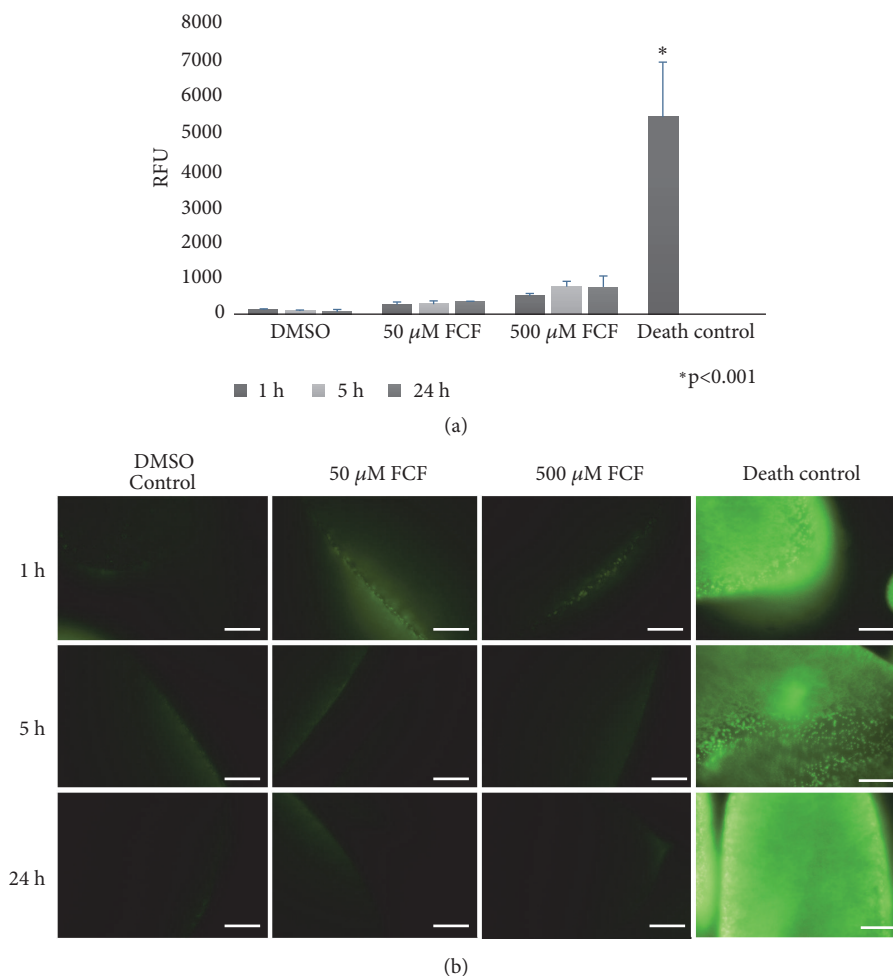 8000
7000
6000
5000
4000
3000
2000
1000
0
RFU
*
DMSO
50 μM FCF
500 μM FCF
Death control
*p<0.001
1 h
5 h
24 h
(a)
DMSO
Control
50 μM FCF
500 μM FCF
Death control
1 h
5 h
24 h
(b)